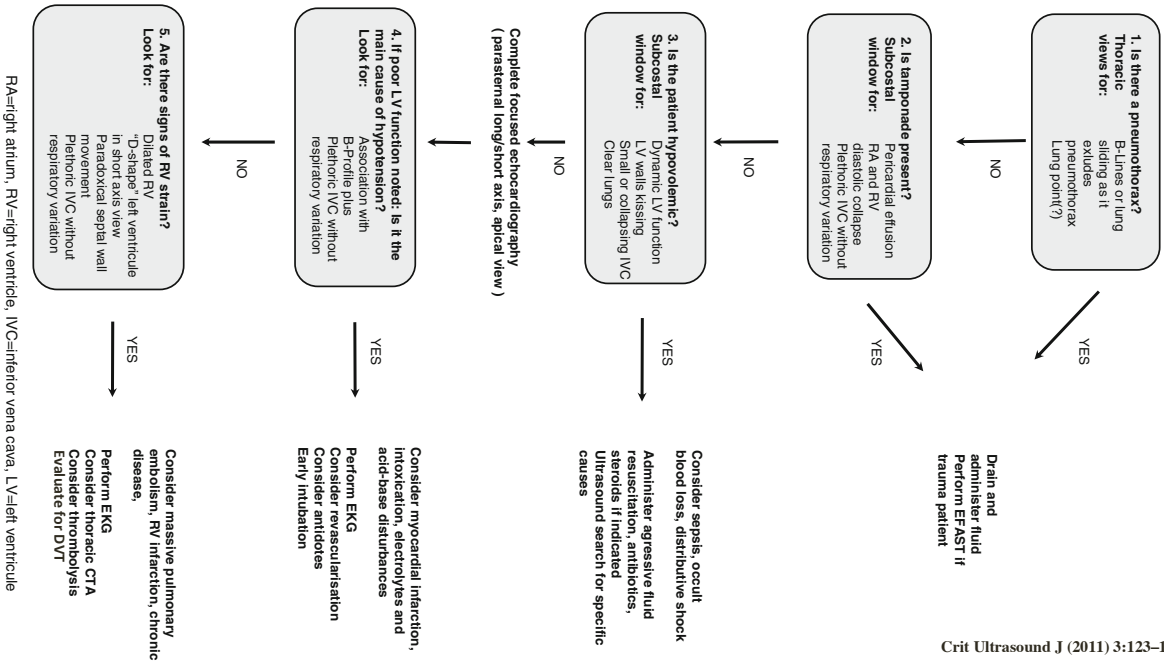 1. Is there a pneumothorax?
Thoracic
views for:
B-Lines or lung
sliding as it
exludes
pneumothorax
Lung point(?)
YES
NO
2. Is tamponade present?
Subcostal
window for:
Pericardial effusion
RA and RV
diastolic collapse
Plethoric IVC without
respiratory variation
YES
Drain and
administer fluid
Perform EFAST if
trauma patient
NO
3. Is the patient hypovolemic?
Subcostal
window for:
Dynamic LV function
LV walls kissing
Small or collapsing IVC
Clear lungs
YES
Consider sepsis, occult
blood loss, distributive shock
Administer agressive fluid
resuscitation, antibiotics,
steroids if indicated
Ultrasound search for specific
causes
NO
Complete focused echocardiography
( parasternal long/short axis, apical view )
4. If poor LV function noted: Is it the
main cause of hypotension?
Look for:
Association with
B-Profile plus
Plethoric IVC without
respiratory variation
YES
Consider myocardial infarction,
intoxication, electrolytes and
acid-base disturbances
Perform EKG
Consider revascularisation
Consider antidotes
Early intubation
NO
5. Are there signs of RV strain?
Look for:
Dilated RV
"D-shape" left ventricule
in short axis view
Paradoxical septal wall
movement
Plethoric IVC without
respiratory variation
YES
Consider massive pulmonary
embolism, RV infarction, chronic
disease,
Perform EKG
Consider thoracic CTA
Consider thrombolysis
Evaluate for DVT
RA=right atrium, RV=right ventricle, IVC=inferior vena cava, LV=left ventricule
Crit Ultrasound J (2011) 3:123–1